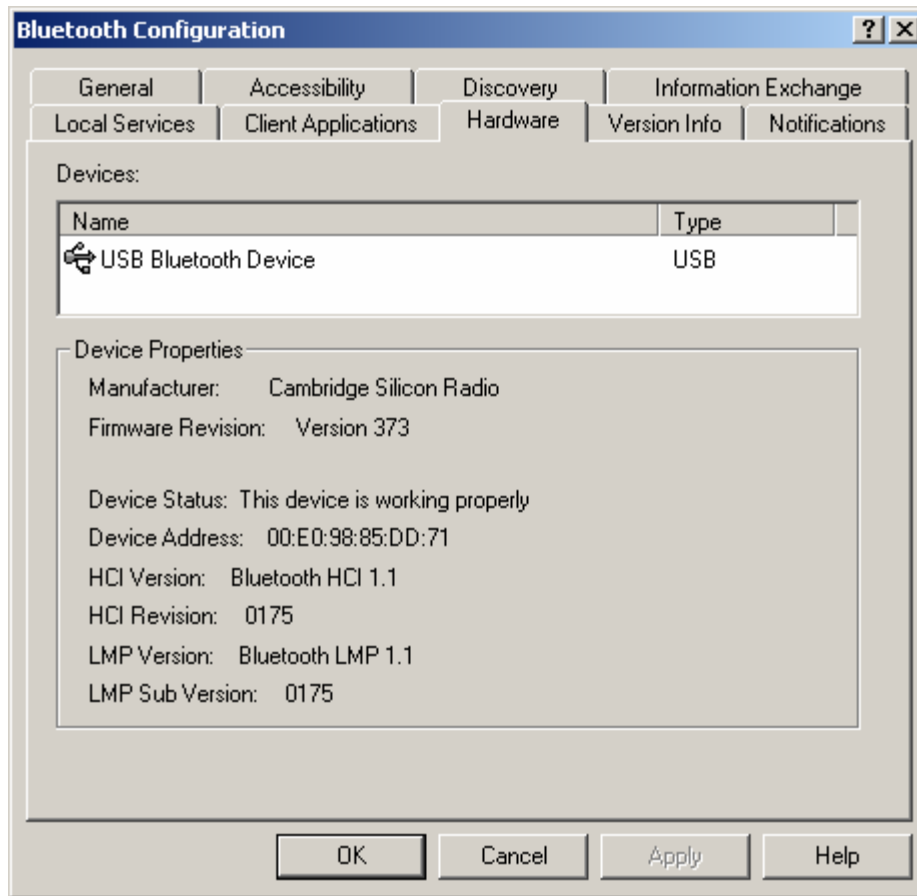 Bluetooth Configuration
General Accessibility Discovery Information Exchange
Local Services Client Applications Hardware Version Info Notifications
Devices:
Name Type
USB Bluetooth Device USB
Device Properties
Manufacturer: Cambridge Silicon Radio
Firmware Revision: Version 373
Device Status: This device is working properly
Device Address: 00:E0:98:85:DD:71
HCI Version: Bluetooth HCI 1.1
HCI Revision: 0175
LMP Version: Bluetooth LMP 1.1
LMP Sub Version: 0175
OK Cancel Apply Help